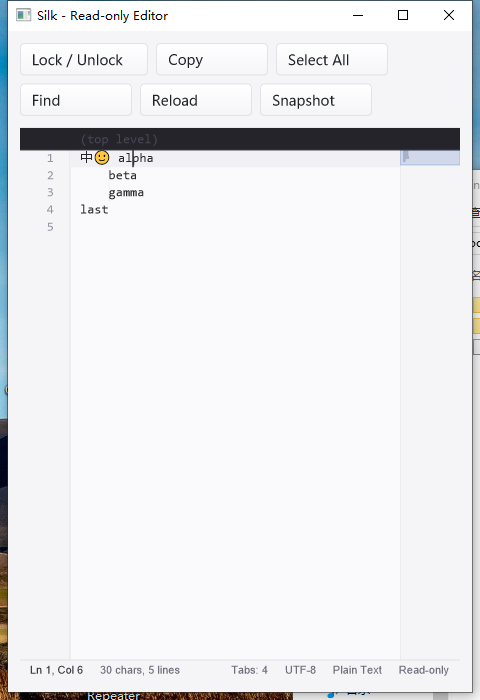 Silk - Read-only Editor
Lock / Unlock
Copy
Select All
Find
Reload
Snapshot
(top level)
1 中🙂 alpha
2 beta
3 gamma
4 last
5
Ln 1, Col 6
30 chars, 5 lines
Tabs: 4
UTF-8
Plain Text
Read-only
Repeater